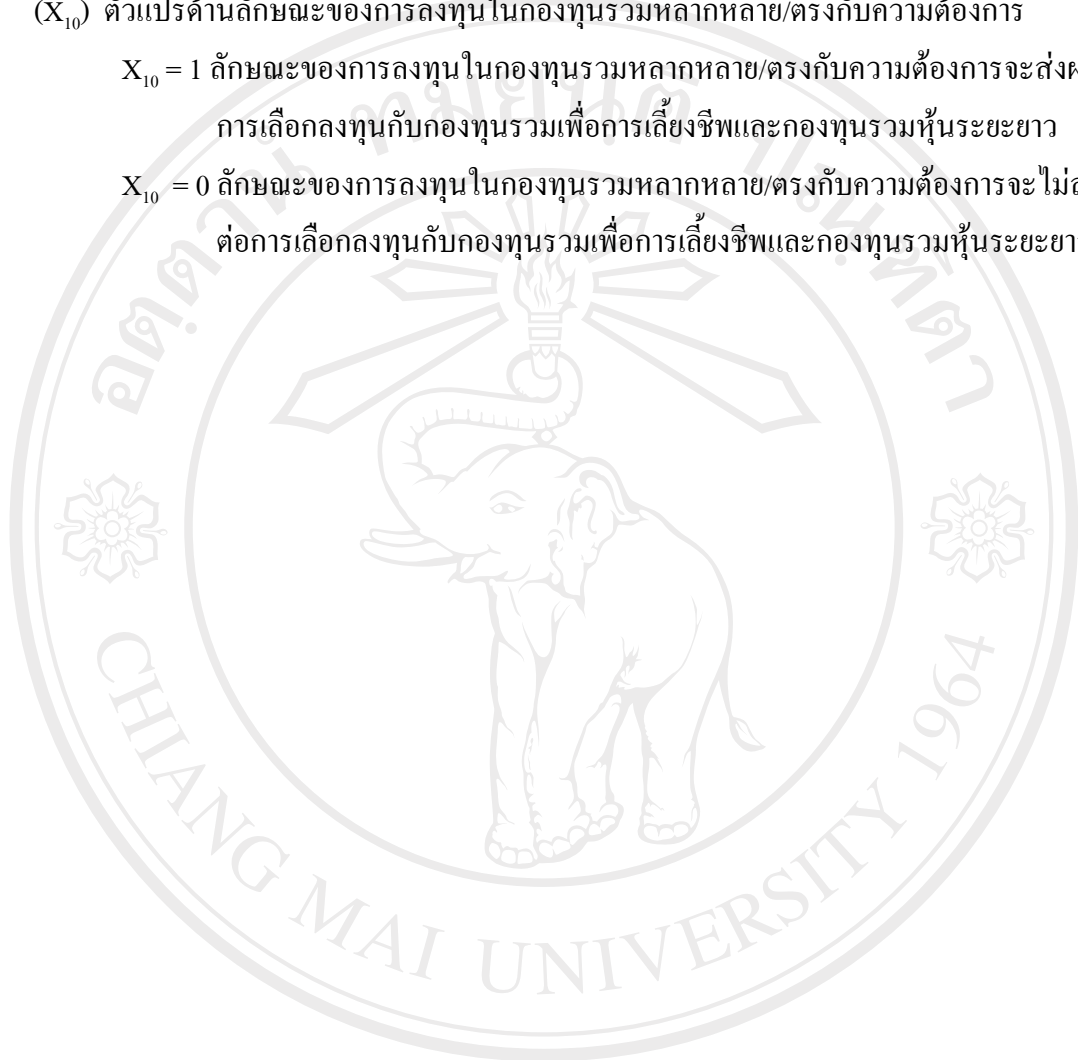 (X10) ตัวแปรด้านลักษณะของการลงทุนในกองทุนรวมหลากหลาย/ตรงกับความต้องการ
X10 = 1 ลักษณะของการลงทุนในกองทุนรวมหลากหลาย/ตรงกับความต้องการจะ
การเลือกลงทุนกับกองทุนรวมเพื่อการเลี้ยงชีพและกองทุนรวมหุ้นระยะยาว
X10 = 0 ลักษณะของการลงทุนในกองทุนรวมหลากหลาย/ตรงกับความต้องการจะไม่
ต่อการเลือกลงทุนกับกองทุนรวมเพื่อการเลี้ยงชีพและกองทุนรวมหุ้น
อตฺตานํ ทมยนฺติ ปณฺฑิตา
CHIANG MAI UNIVERSITY 1964